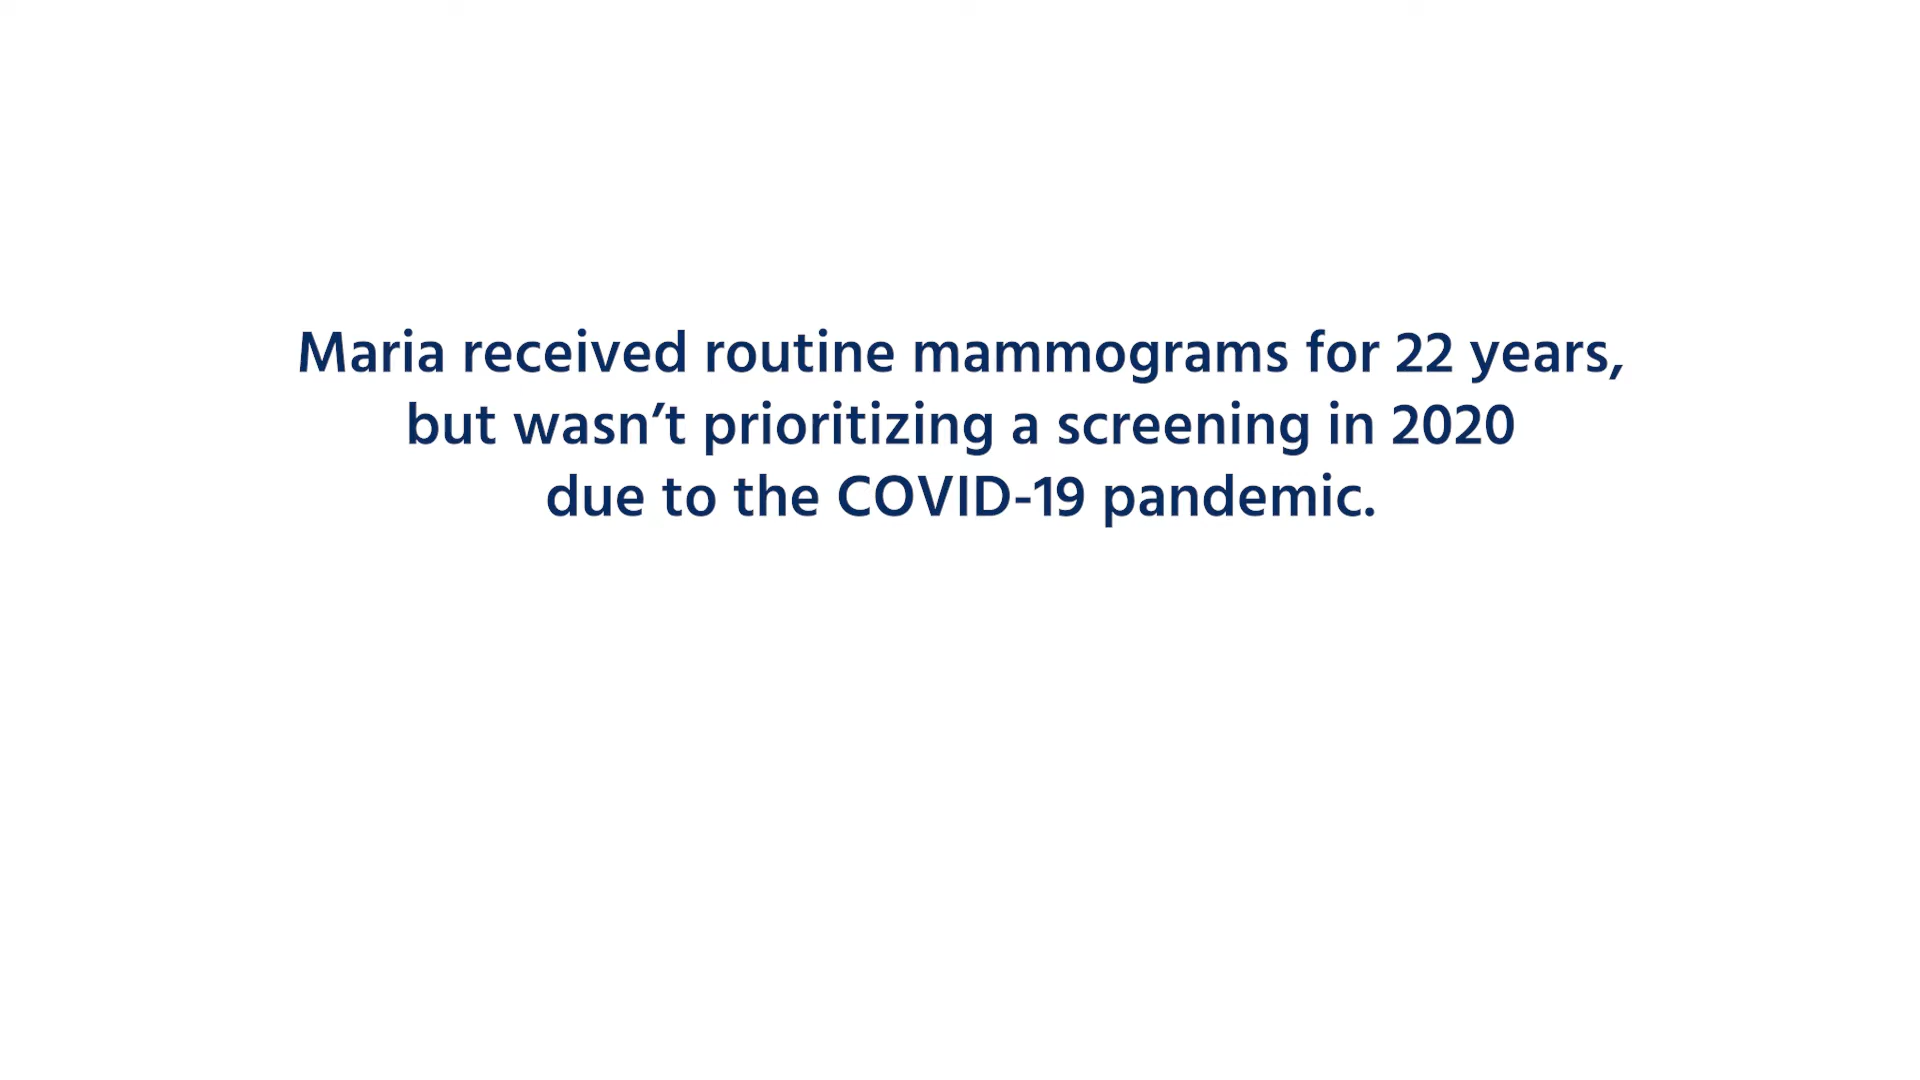 Maria received routine mammograms for 22 years,
but wasn’t prioritizing a screening in 2020
due to the COVID-19 pandemic.